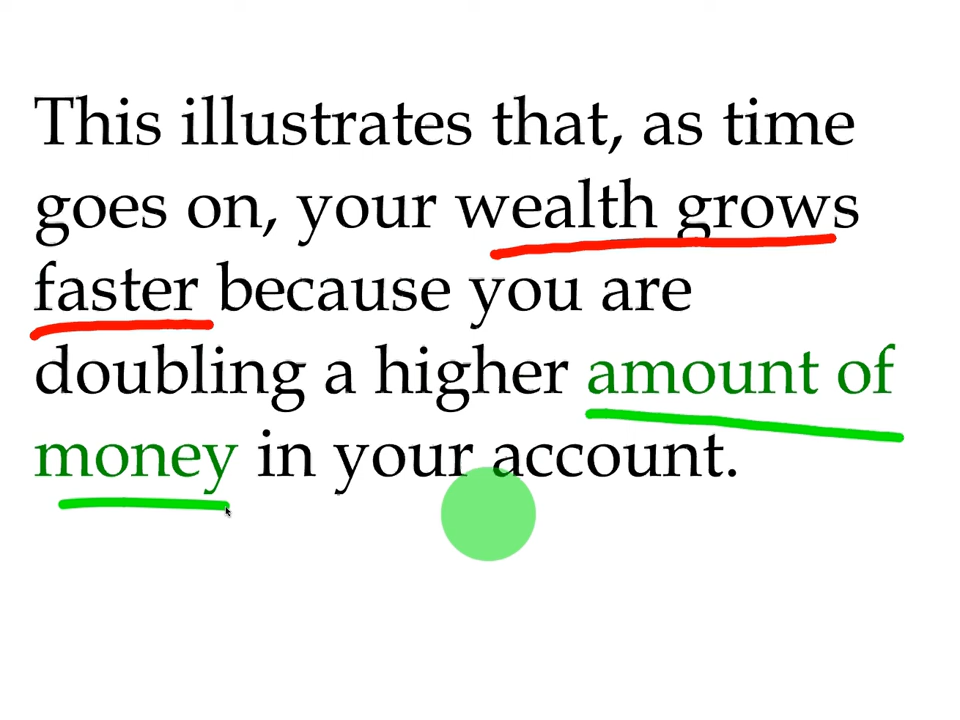 This illustrates that, as time
goes on, your wealth grows
faster because you are
doubling a higher amount of
money in your account.